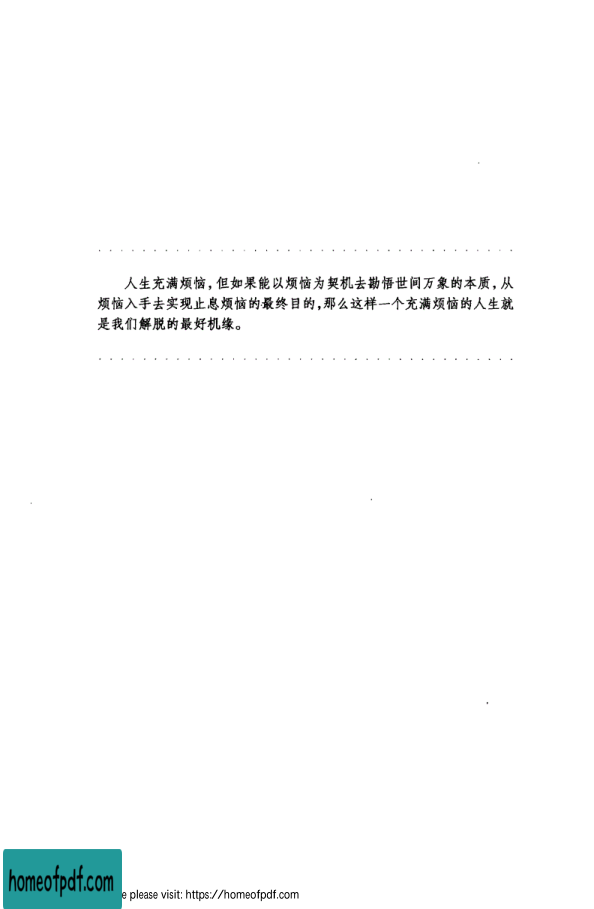 人生充满烦恼，但如果能以烦恼为契机去勘悟世间万象的本质，从
烦恼入手去实现止息烦恼的最终目的，那么这样一个充满烦恼的人生就
是我们解脱的最好机缘。
homeofpdf.com
e please visit: https://homeofpdf.com